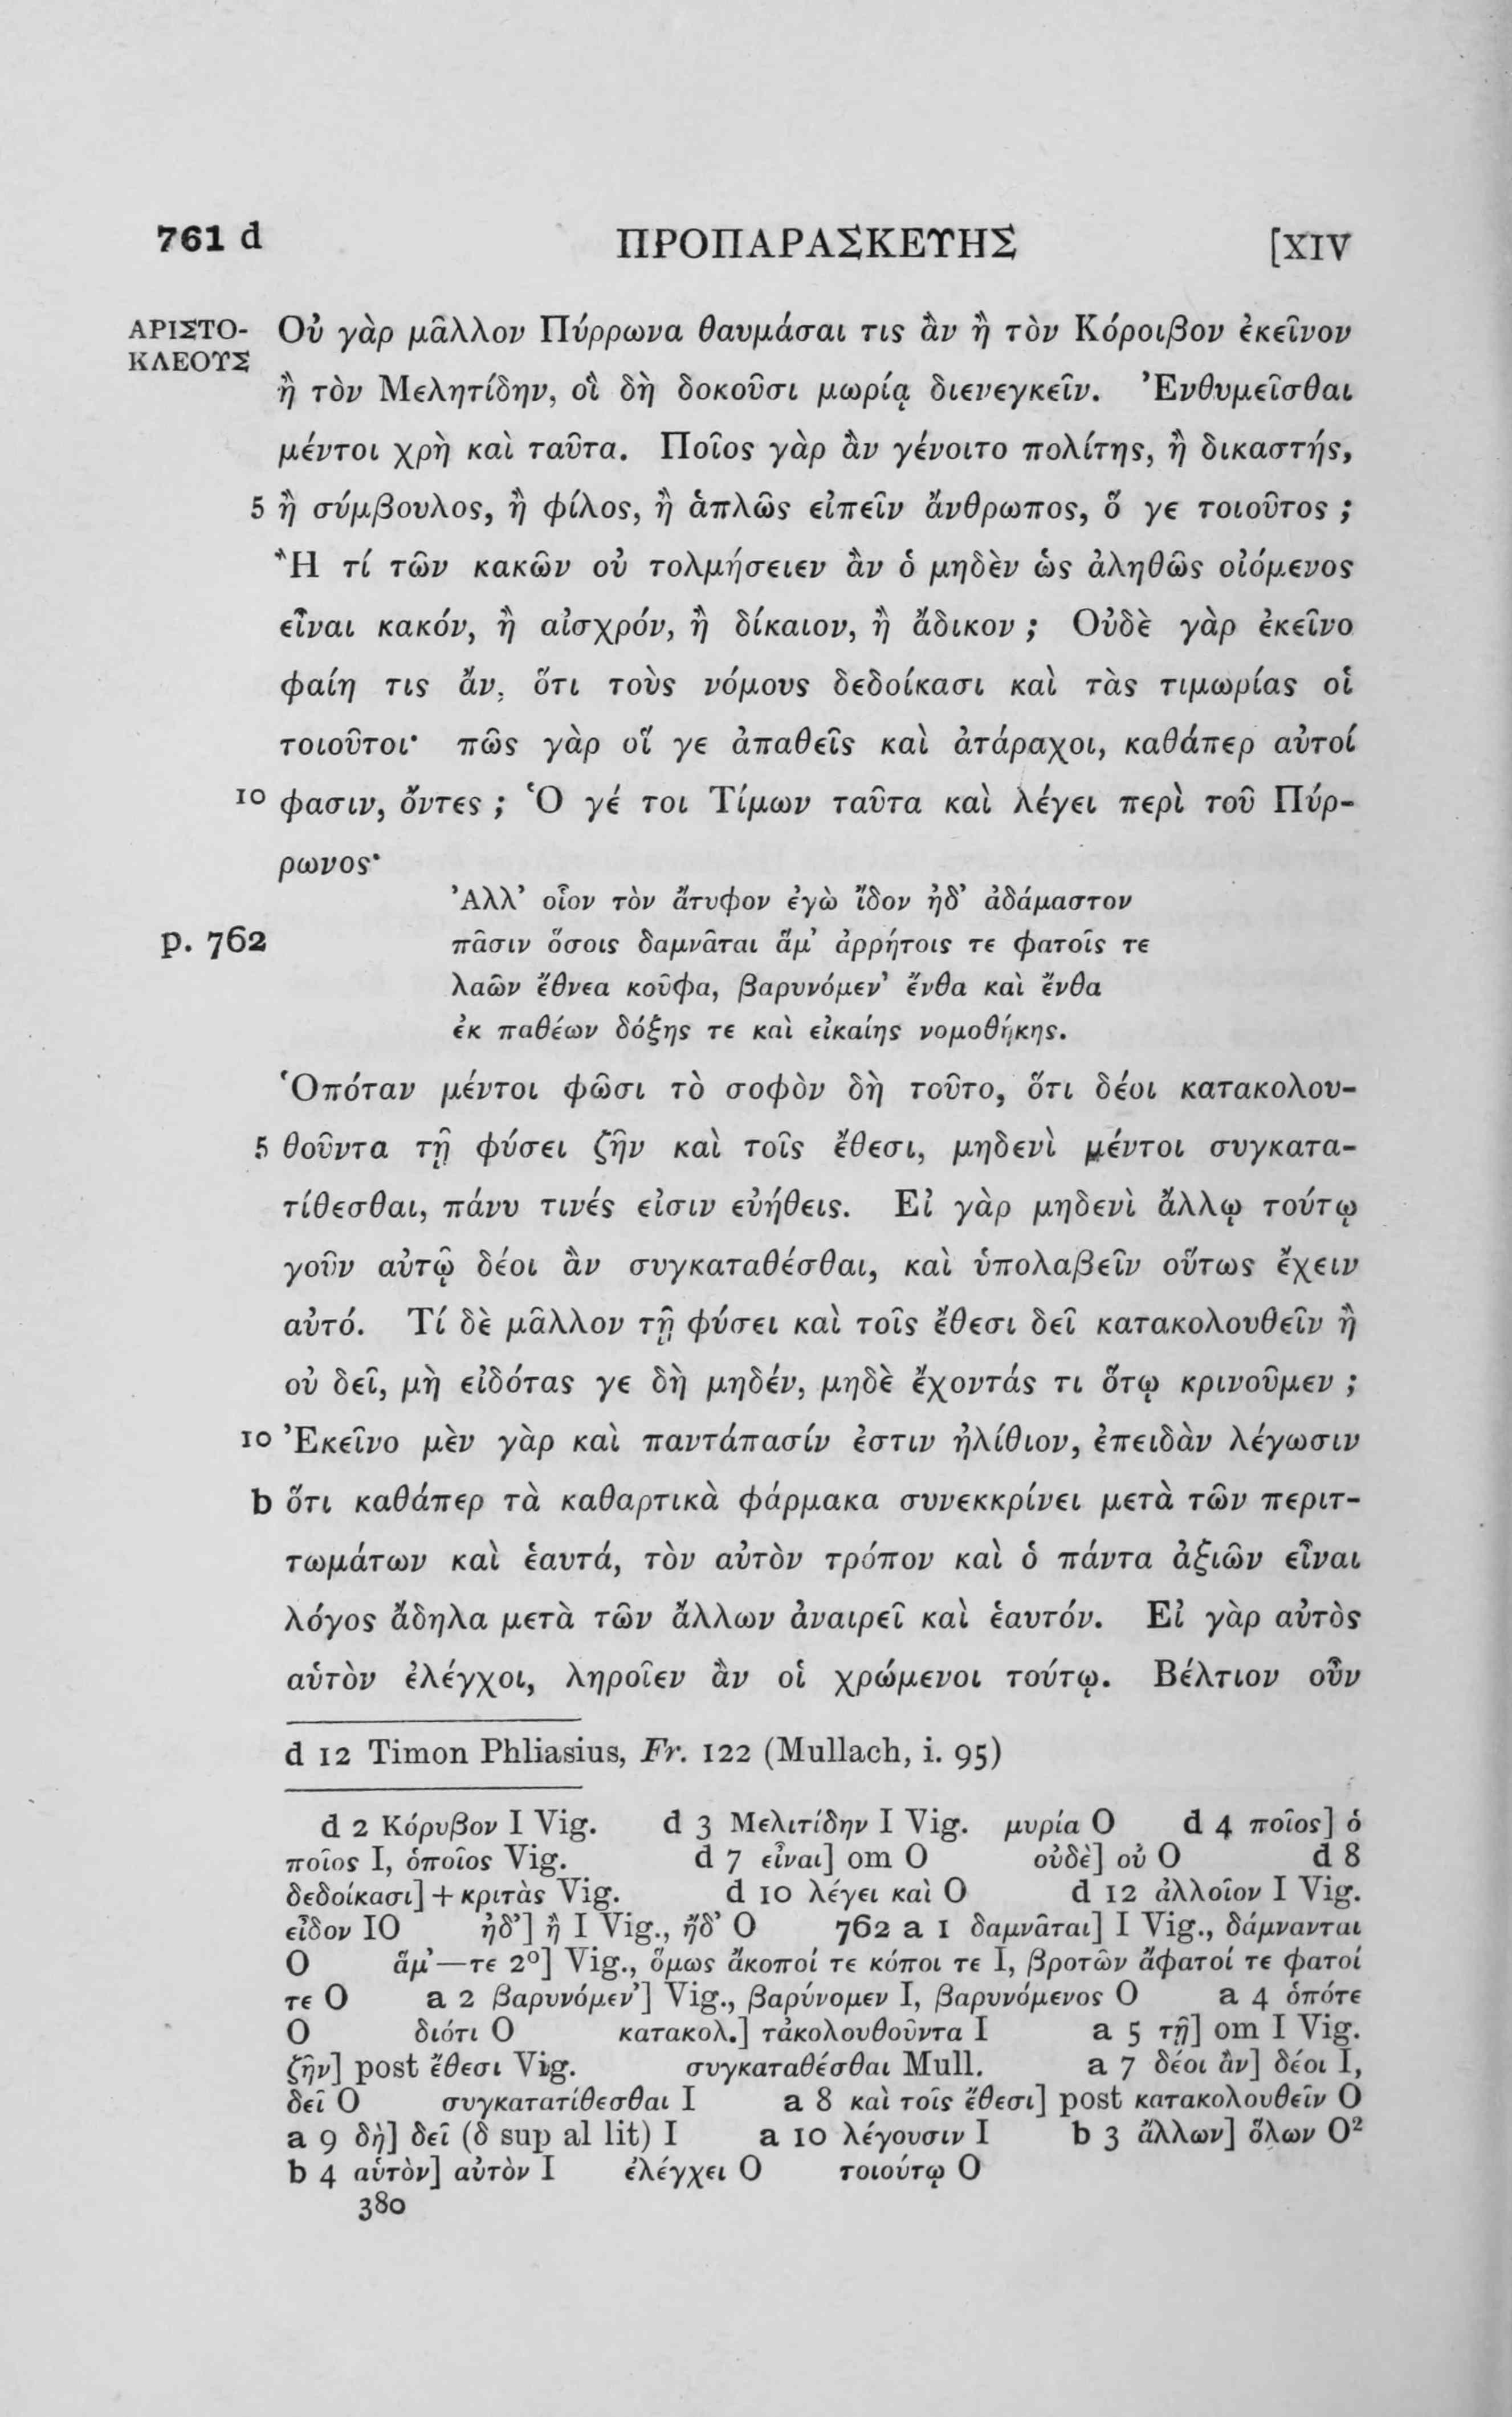 761 d ΠΡΟΠΑΡΑΣΚΕΥΗΣ [XIV
ΑΡΙΣΤΟ- Οὐ γὰρ μᾶλλον Πύρρωνα θαυμάσαι τις ἂν ἢ τὸν Κόροιβον ἐκεῖνον
ΚΛΕΟΥΣ
ἢ τὸν Μελητίδην, οἳ δὴ δοκοῦσι μωρίᾳ διενεγκεῖν. Ἐνθυμεῖσθαι
μέντοι χρὴ καὶ ταῦτα. Ποῖος γὰρ ἂν γένοιτο πολίτης, ἢ δικαστής,
5 ἢ σύμβουλος, ἢ φίλος, ἢ ἁπλῶς εἰπεῖν ἄνθρωπος, ὅ γε τοιοῦτος ;
Ἢ τί τῶν κακῶν οὐ τολμήσειεν ἂν ὁ μηδὲν ὡς ἀληθῶς οἰόμενος
εἶναι κακόν, ἢ αἰσχρόν, ἢ δίκαιον, ἢ ἄδικον ; Οὐδὲ γὰρ ἐκεῖνο
φαίη τις ἄν, ὅτι τοὺς νόμους δεδοίκασι καὶ τὰς τιμωρίας οἱ
τοιοῦτοι· πῶς γὰρ οἵ γε ἀπαθεῖς καὶ ἀτάραχοι, καθάπερ αὐτοί
10 φασιν, ὄντες ; Ὁ γέ τοι Τίμων ταῦτα καὶ λέγει περὶ τοῦ Πύρ-
ρωνος·
Ἀλλ’ οἷον τὸν ἄτυφον ἐγὼ ἴδον ἠδ’ ἀδάμαστον
p. 762 πᾶσιν ὅσοις δαμνᾶται ἅμ’ ἀρρήτοις τε φατοῖς τε
λαῶν ἔθνεα κοῦφα, βαρυνόμεν’ ἔνθα καὶ ἔνθα
ἐκ παθέων δόξης τε καὶ εἰκαίης νομοθήκης.
Ὁπόταν μέντοι φῶσι τὸ σοφὸν δὴ τοῦτο, ὅτι δέοι κατακολου-
5 θοῦντα τῇ φύσει ζῆν καὶ τοῖς ἔθεσι, μηδενὶ μέντοι συγκατα-
τίθεσθαι, πάνυ τινές εἰσιν εὐήθεις. Εἰ γὰρ μηδενὶ ἄλλῳ τούτῳ
γοῦν αὐτῷ δέοι ἂν συγκαταθέσθαι, καὶ ὑπολαβεῖν οὕτως ἔχειν
αὐτό. Τί δὲ μᾶλλον τῇ φύσει καὶ τοῖς ἔθεσι δεῖ κατακολουθεῖν ἢ
οὐ δεῖ, μὴ εἰδότας γε δὴ μηδέν, μηδὲ ἔχοντάς τι ὅτῳ κρινοῦμεν ;
10 Ἐκεῖνο μὲν γὰρ καὶ παντάπασίν ἐστιν ἠλίθιον, ἐπειδὰν λέγωσιν
b ὅτι καθάπερ τὰ καθαρτικὰ φάρμακα συνεκκρίνει μετὰ τῶν περιτ-
τωμάτων καὶ ἑαυτά, τὸν αὐτὸν τρόπον καὶ ὁ πάντα ἀξιῶν εἶναι
λόγος ἄδηλα μετὰ τῶν ἄλλων ἀναιρεῖ καὶ ἑαυτόν. Εἰ γὰρ αὐτὸς
αὑτὸν ἐλέγχοι, ληροῖεν ἂν οἱ χρώμενοι τούτῳ. Βέλτιον οὖν
d 12 Timon Phliasius, Fr. 122 (Mullach, i. 95)
d 2 Κόρυβον I Vig. d 3 Μελιτίδην I Vig. μυρία O d 4 ποῖος] ὁ
ποῖος I, ὁποῖος Vig. d 7 εἶναι] om O οὐδὲ] οὐ O d 8
δεδοίκασι] + κριτὰς Vig. d 10 λέγει καὶ O d 12 ἀλλοῖον I Vig.
εἶδον IO ἠδ’] ἢ I Vig., ἤδ’ O 762 a 1 δαμνᾶται] I Vig., δάμνανται
O ἅμ’—τε 2⁰] Vig., ὅμως ἄκοποί τε κόποι τε I, βροτῶν ἄφατοί τε φατοί
τε O a 2 βαρυνόμεν’] Vig., βαρύνομεν I, βαρυνόμενος O a 4 ὁπότε
O διότι O κατακολ.] τἀκολουθοῦντα I a 5 τῇ] om I Vig.
ζῆν] post ἔθεσι Vig. συγκαταθέσθαι Mull. a 7 δέοι ἂν] δέοι I,
δεῖ O συγκατατίθεσθαι I a 8 καὶ τοῖς ἔθεσι] post κατακολουθεῖν O
a 9 δὴ] δεῖ (δ sup al lit) I a 10 λέγουσιν I b 3 ἄλλων] ὅλων O²
b 4 αὑτὸν] αὐτὸν I ἐλέγχει O τοιούτῳ O
380